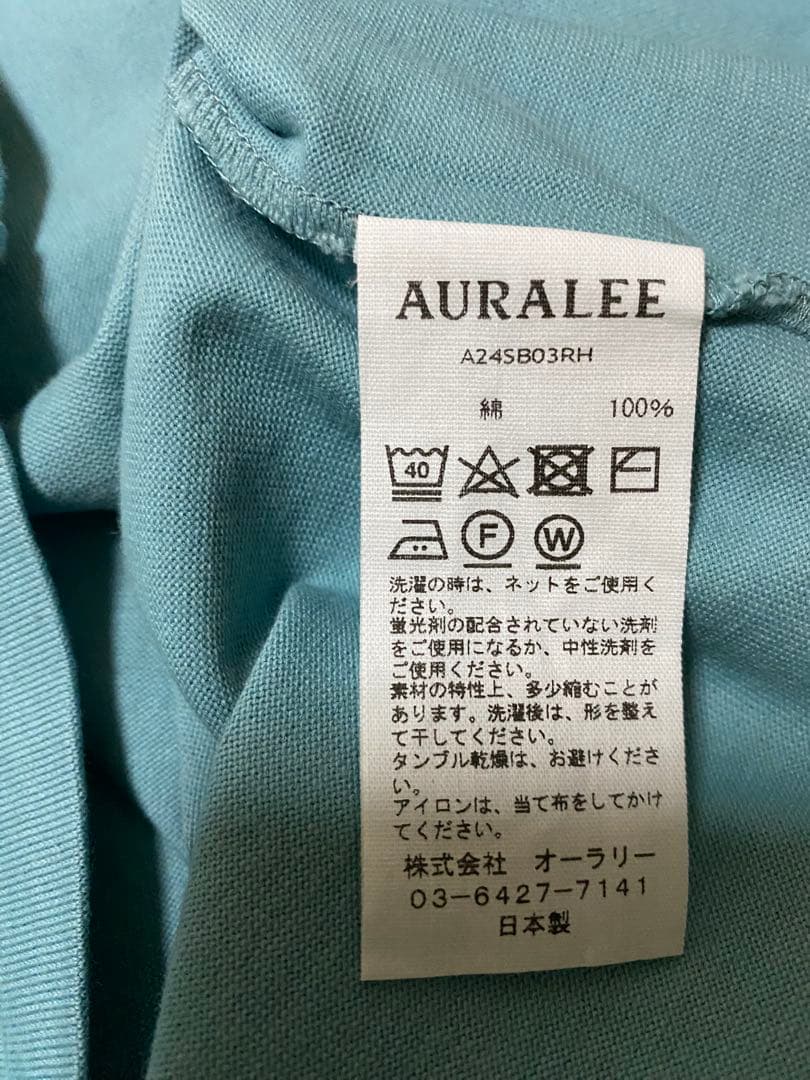 AURALEE
A24SB03RH
綿 100%
40
F W
洗濯の時は、ネットをご使用く
ださい。
蛍光剤の配合されていない洗剤
をご使用になるか、中性洗剤を
ご使用ください。
素材の特性上、多少縮むことが
あります。洗濯後は、形を整え
て干してください。
タンブル乾燥は、お避けくださ
い。
アイロンは、当て布をしてかけ
てください。
株式会社 オーラリー
03-6427-7141
日本製